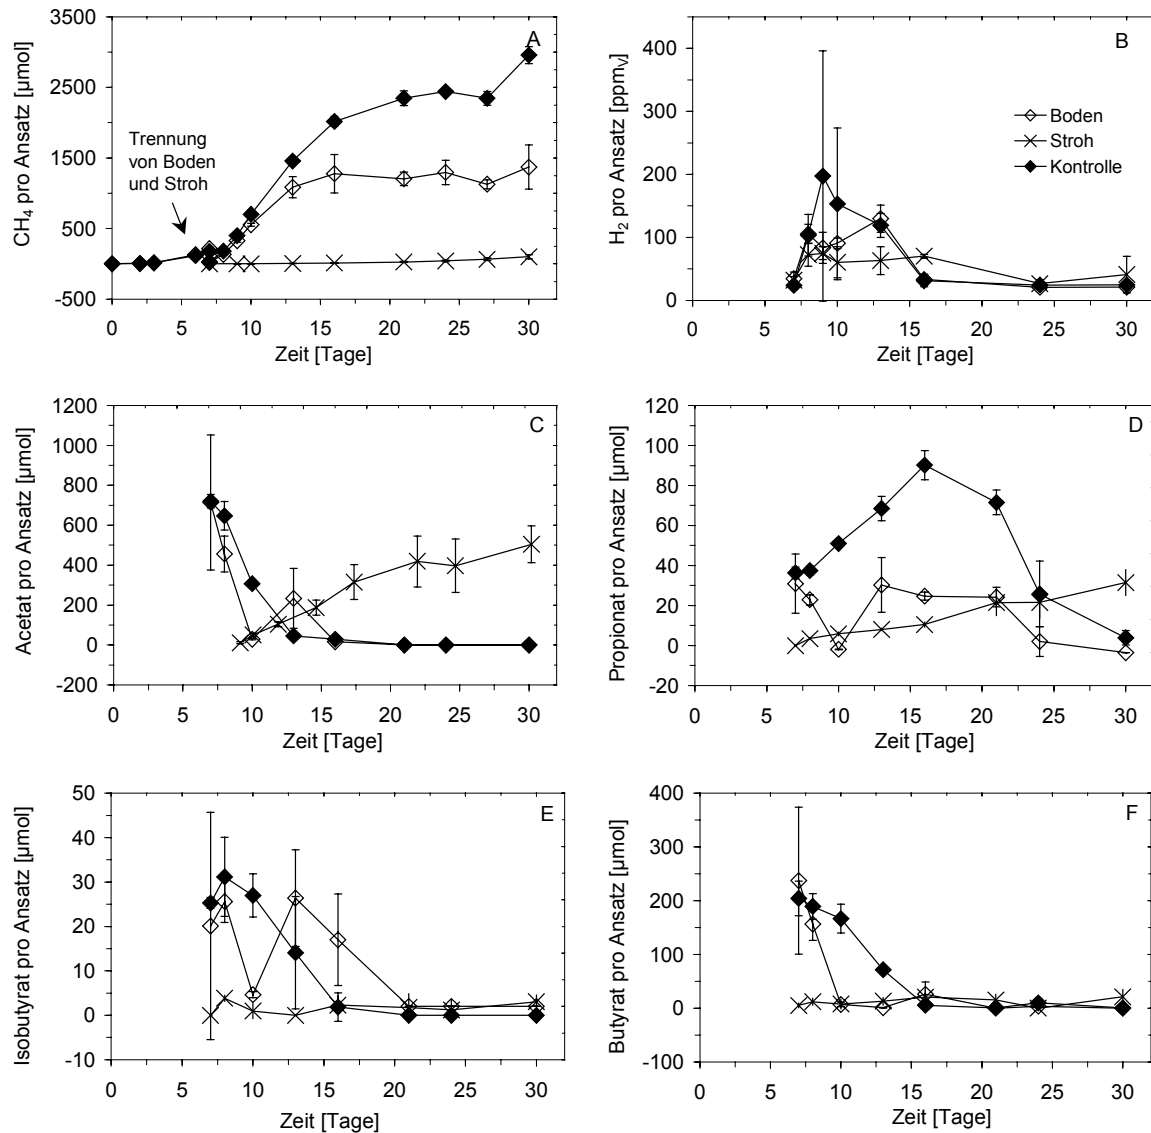 A
CH₄ pro Ansatz [µmol]
3500
2500
1500
500
-500
Trennung
von Boden
und Stroh
0 5 10 15 20 25 30
Zeit [Tage]
B
H₂ pro Ansatz [ppmᵥ]
400
300
200
100
0
Boden
Stroh
Kontrolle
0 5 10 15 20 25 30
Zeit [Tage]
C
Acetat pro Ansatz [µmol]
1200
1000
800
600
400
200
0
-200
0 5 10 15 20 25 30
Zeit [Tage]
D
Propionat pro Ansatz [µmol]
120
100
80
60
40
20
0
-20
0 5 10 15 20 25 30
Zeit [Tage]
E
Isobutyrat pro Ansatz [µmol]
50
40
30
20
10
0
-10
0 5 10 15 20 25 30
Zeit [Tage]
F
Butyrat pro Ansatz [µmol]
400
300
200
100
0
-100
0 5 10 15 20 25 30
Zeit [Tage]